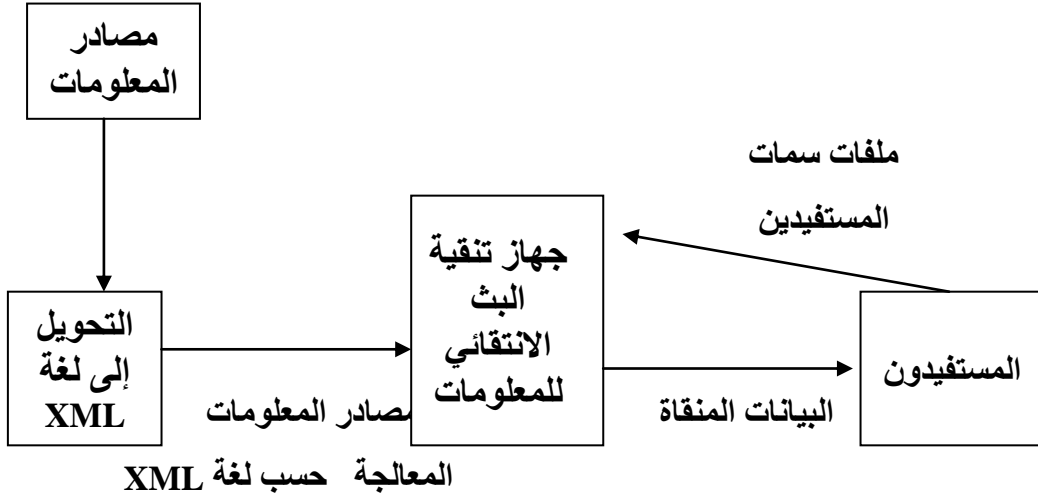 مصادر
المعلومات
ملفات سمات
المستفيدين
جهاز تنقية
البث
الانتقائي
للمعلومات
التحويل
إلى لغة
XML
المستفيدون
مصادر المعلومات
المعالجة حسب لغة XML
البيانات المنقاة